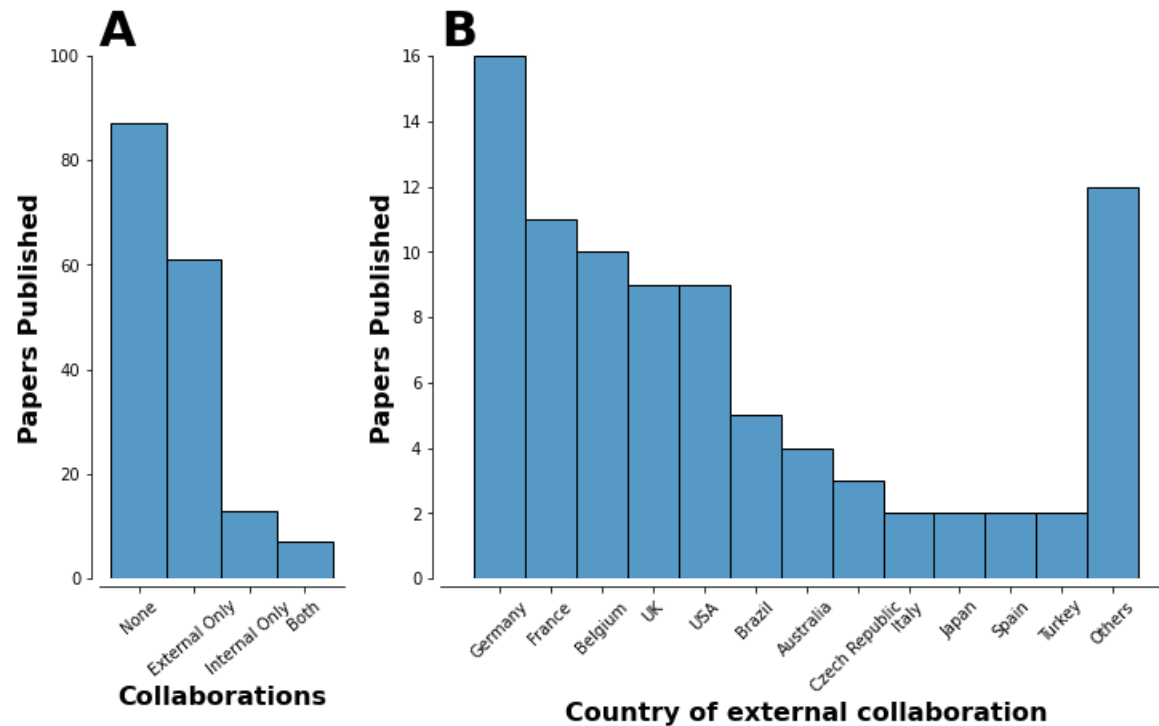 A
Papers Published
100
80
60
40
20
0
None
External Only
Internal Only
Both
Collaborations
B
Papers Published
16
14
12
10
8
6
4
2
0
Germany
France
Belgium
UK
USA
Brazil
Australia
Czech Republic
Italy
Japan
Spain
Turkey
Others
Country of external collaboration